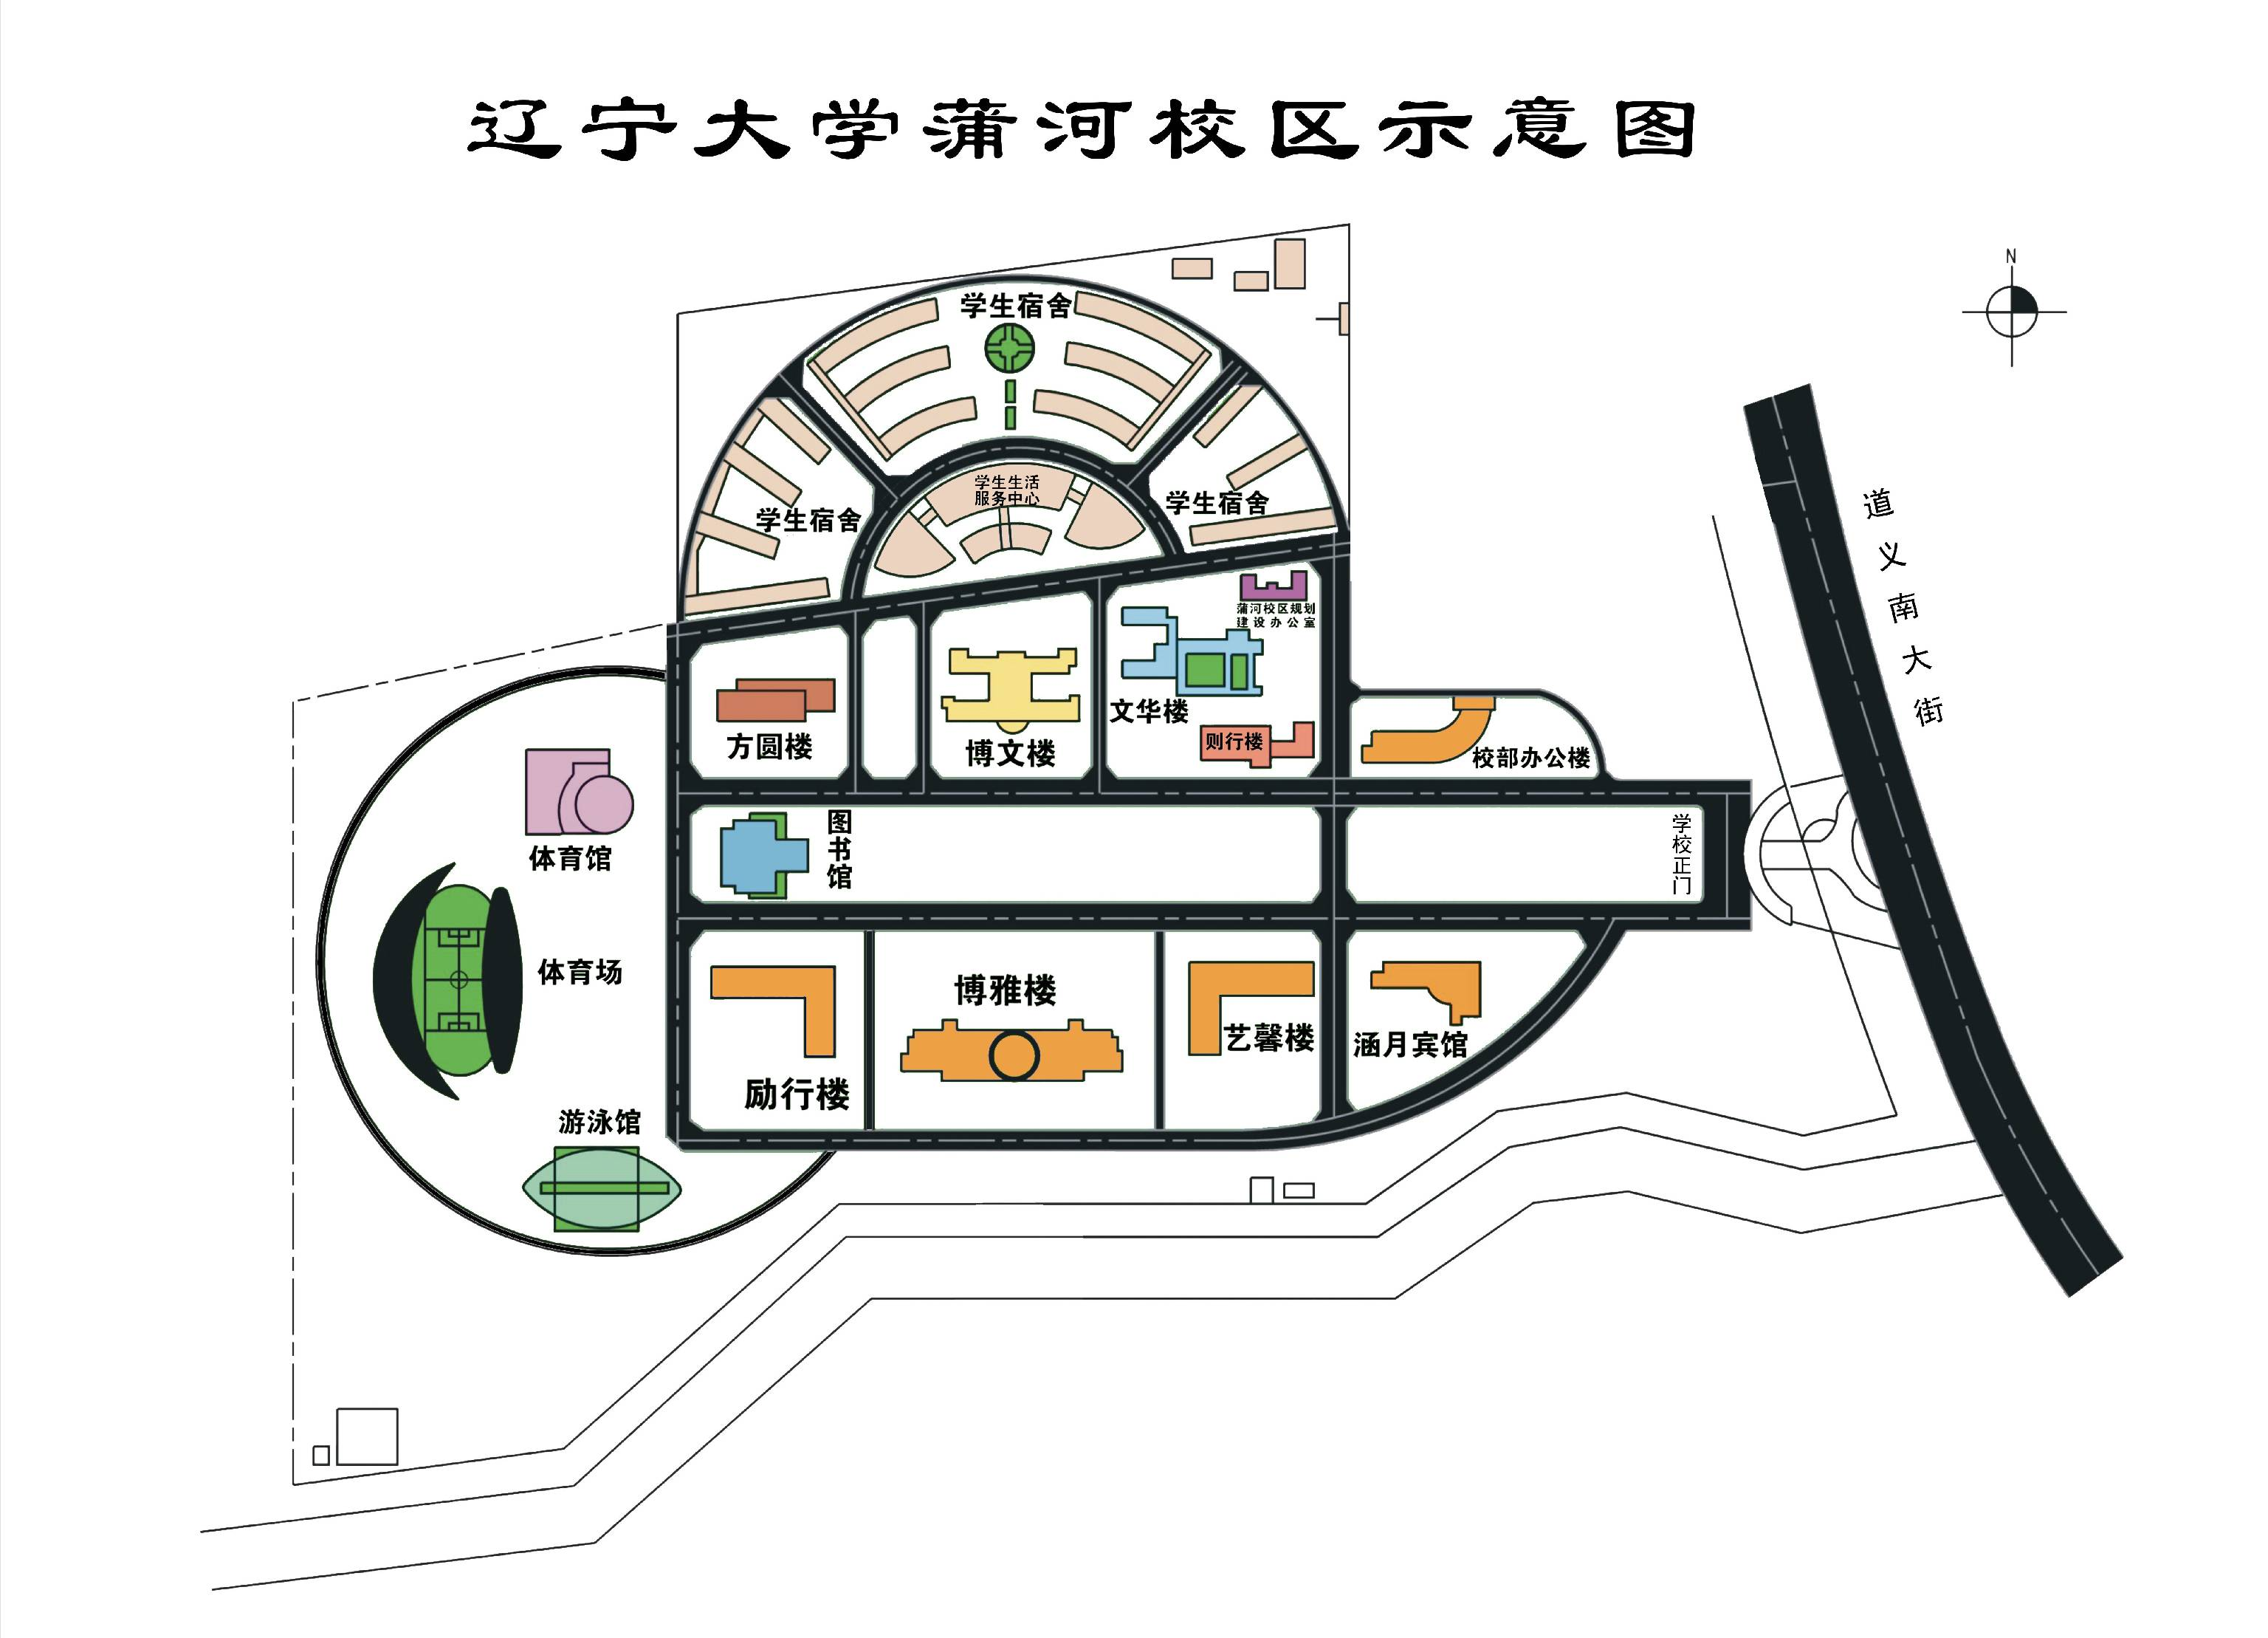 辽宁大学蒲河校区示意图
N
学生宿舍
学生生活
服务中心
学生宿舍
学生宿舍
道义南大街
蒲河校区规划
建设办公室
文华楼
则行楼
方圆楼
博文楼
校部办公楼
图书馆
学校正门
体育馆
体育场
博雅楼
艺馨楼
涵月宾馆
励行楼
游泳馆